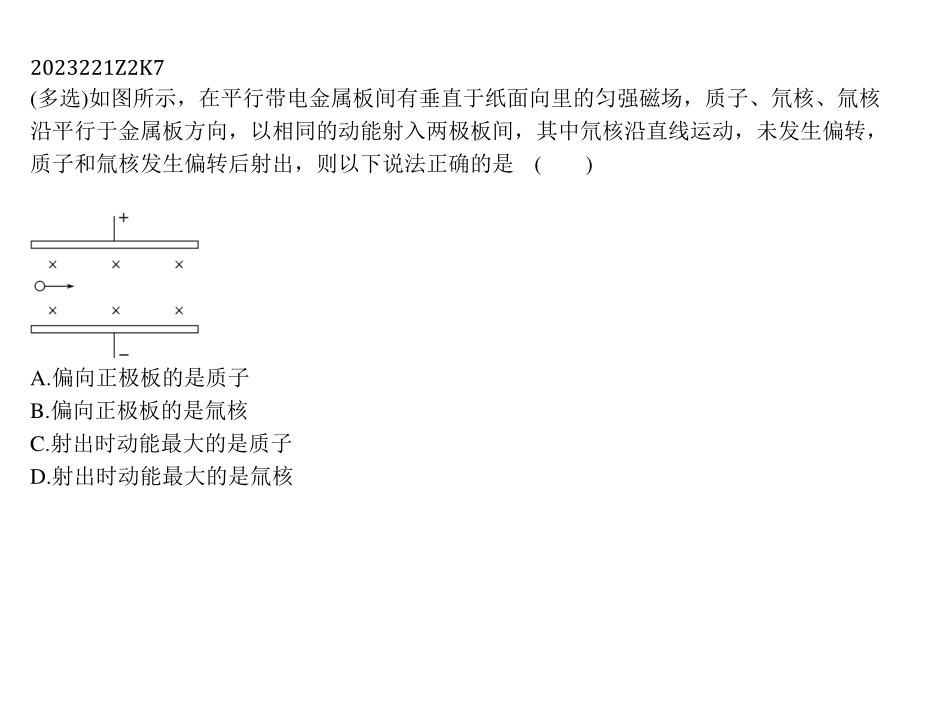 2023221Z2K7
(多选)如图所示，在平行带电金属板间有垂直于纸面向里的匀强磁场，质子、氘核、氚核
沿平行于金属板方向，以相同的动能射入两极板间，其中氘核沿直线运动，未发生偏转，
质子和氚核发生偏转后射出，则以下说法正确的是 (　　)
+
× × ×
× × ×
−
A.偏向正极板的是质子
B.偏向正极板的是氚核
C.射出时动能最大的是质子
D.射出时动能最大的是氚核